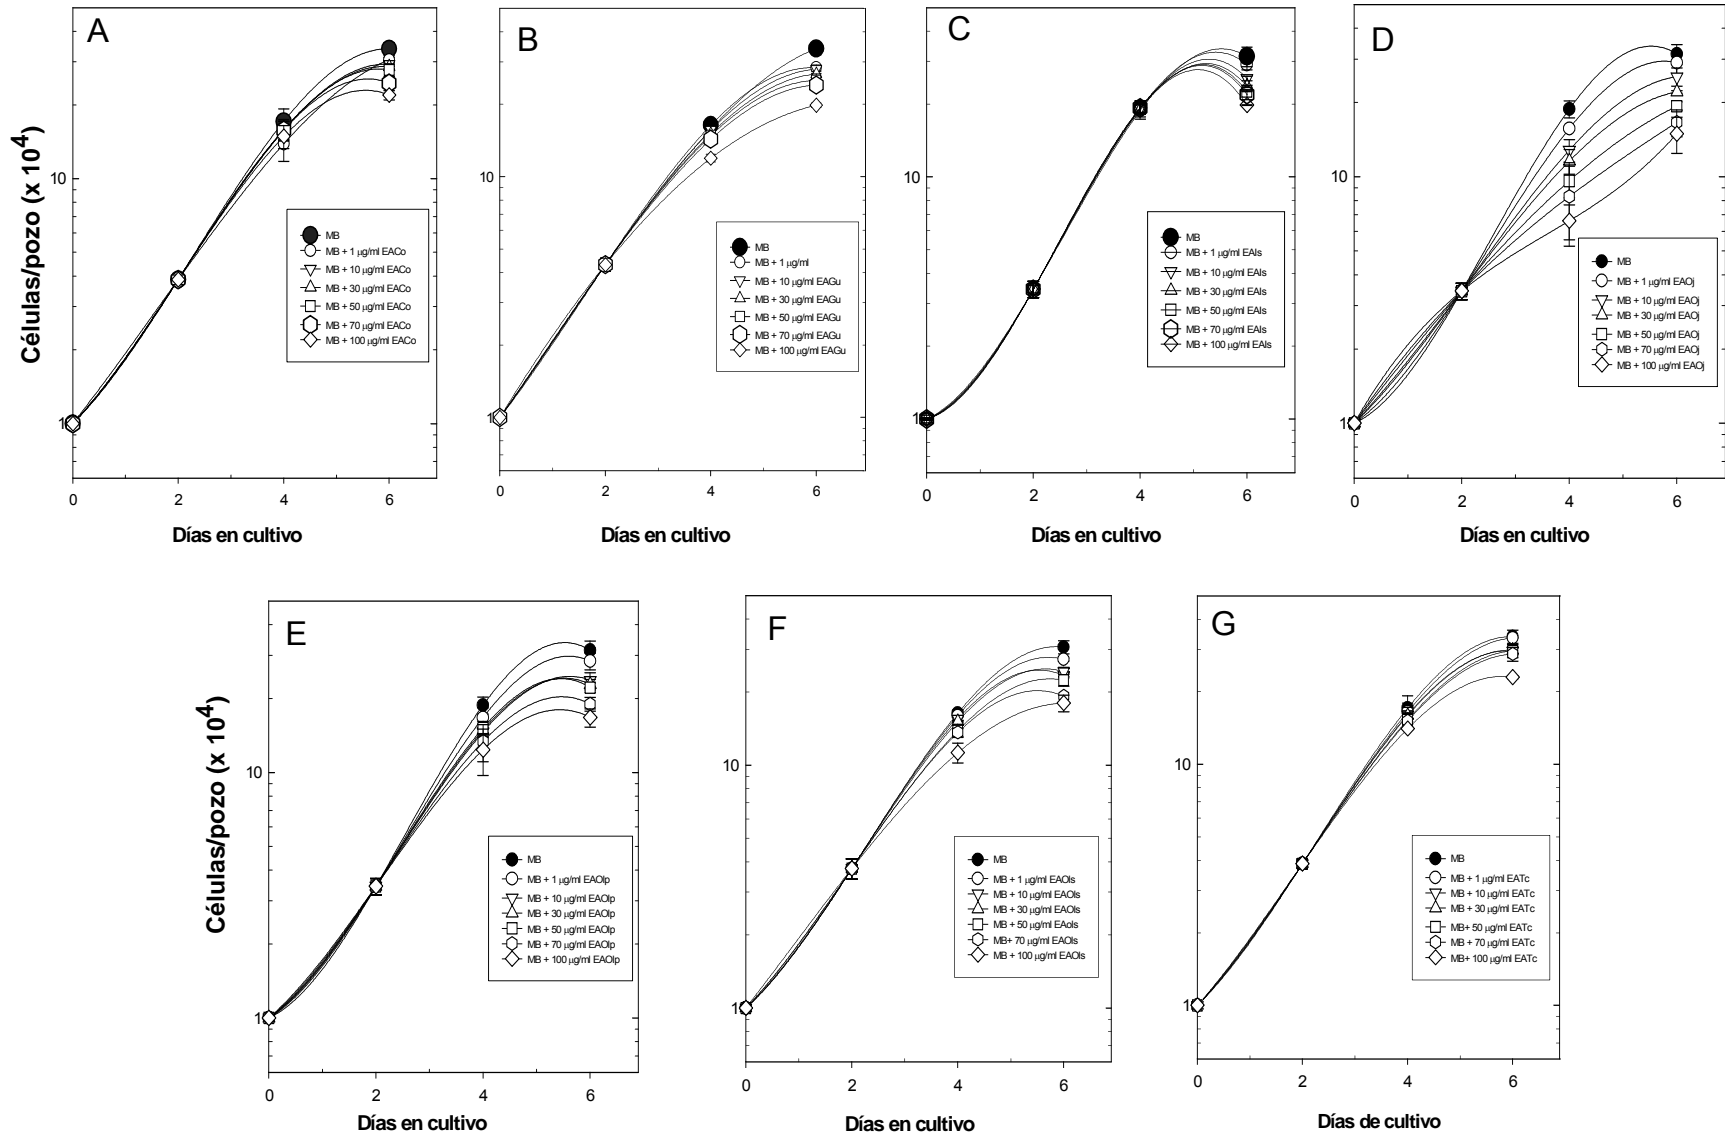 A
Células/pozo (x 10⁴)
10
1
0 2 4 6
Días en cultivo
MB
MB + 1 µg/ml EACo
MB + 10 µg/ml EACo
MB + 30 µg/ml EACo
MB + 50 µg/ml EACo
MB + 70 µg/ml EACo
MB + 100 µg/ml EACo
B
10
1
0 2 4 6
Días en cultivo
MB
MB + 1 µg/ml
MB + 10 µg/ml EAGu
MB + 30 µg/ml EAGu
MB + 50 µg/ml EAGu
MB + 70 µg/ml EAGu
MB + 100 µg/ml EAGu
C
10
1
0 2 4 6
Días en cultivo
MB
MB + 1 µg/ml EAIs
MB + 10 µg/ml EAIs
MB + 30 µg/ml EAIs
MB + 50 µg/ml EAIs
MB + 70 µg/ml EAIs
MB + 100 µg/ml EAIs
D
10
1
0 2 4 6
Días en cultivo
MB
MB + 1 µg/ml EAOj
MB + 10 µg/ml EAOj
MB + 30 µg/ml EAOj
MB + 50 µg/ml EAOj
MB + 70 µg/ml EAOj
MB + 100 µg/ml EAOj
E
Células/pozo (x 10⁴)
10
1
0 2 4 6
Días en cultivo
MB
MB + 1 µg/ml EAOlp
MB + 10 µg/ml EAOlp
MB + 30 µg/ml EAOlp
MB + 50 µg/ml EAOlp
MB + 70 µg/ml EAOlp
MB + 100 µg/ml EAOlp
F
10
1
0 2 4 6
Días en cultivo
MB
MB + 1 µg/ml EAOls
MB + 10 µg/ml EAOls
MB + 30 µg/ml EAOls
MB + 50 µg/ml EAols
MB+ 70 µg/ml EAOls
MB + 100 µg/ml EAOls
G
10
1
0 2 4 6
Días de cultivo
MB
MB + 1 µg/ml EATc
MB + 10 µg/ml EATc
MB + 30 µg/ml EATc
MB+ 50 µg/ml EATc
MB + 70 µg/ml EATc
MB+ 100 µg/ml EATc